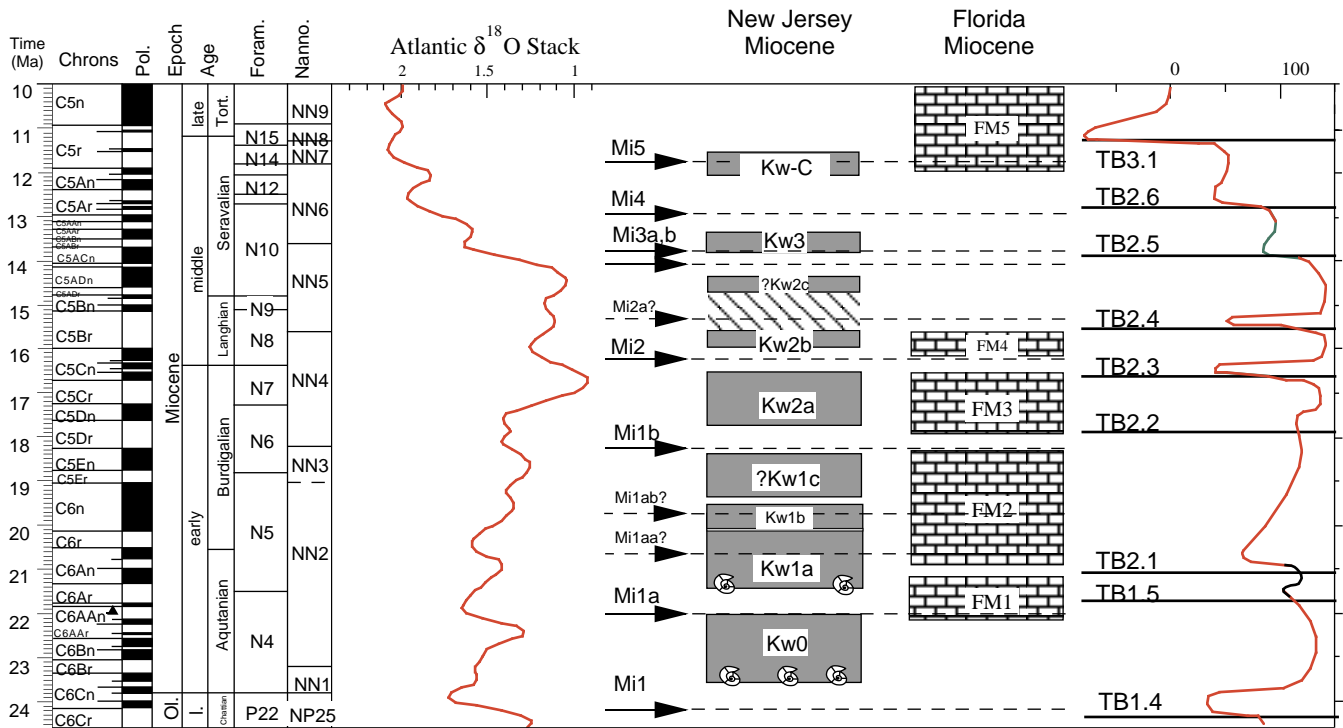 New Jersey
Miocene
Florida
Miocene
Time
(Ma)
Chrons
Pol.
Epoch
Age
Foram.
Nanno.
Atlantic δ18O Stack
2
1.5
1
0
100
10
11
12
13
14
15
16
17
18
19
20
21
22
23
24
C5n
C5r
C5An
C5Ar
C5AAn
C5AAr
C5ABn
C5ABr
C5ACn
C5ADn
C5ADr
C5Bn
C5Br
C5Cn
C5Cr
C5Dn
C5Dr
C5En
C5Er
C6n
C6r
C6An
C6Ar
C6AAn
C6AAr
C6Bn
C6Br
C6Cn
C6Cr
Miocene
Ol.
late
middle
early
l.
Tort.
Seravalian
Langhian
Burdigalian
Aqutanian
Chattian
N15
N14
N12
N10
N9
N8
N7
N6
N5
N4
P22
NN9
NN8
NN7
NN6
NN5
NN4
NN3
NN2
NN1
NP25
Mi5
Mi4
Mi3a,b
Mi2a?
Mi2
Mi1b
Mi1ab?
Mi1aa?
Mi1a
Mi1
Kw-C
Kw3
?Kw2c
Kw2b
Kw2a
?Kw1c
Kw1b
Kw1a
Kw0
FM5
FM4
FM3
FM2
FM1
TB3.1
TB2.6
TB2.5
TB2.4
TB2.3
TB2.2
TB2.1
TB1.5
TB1.4